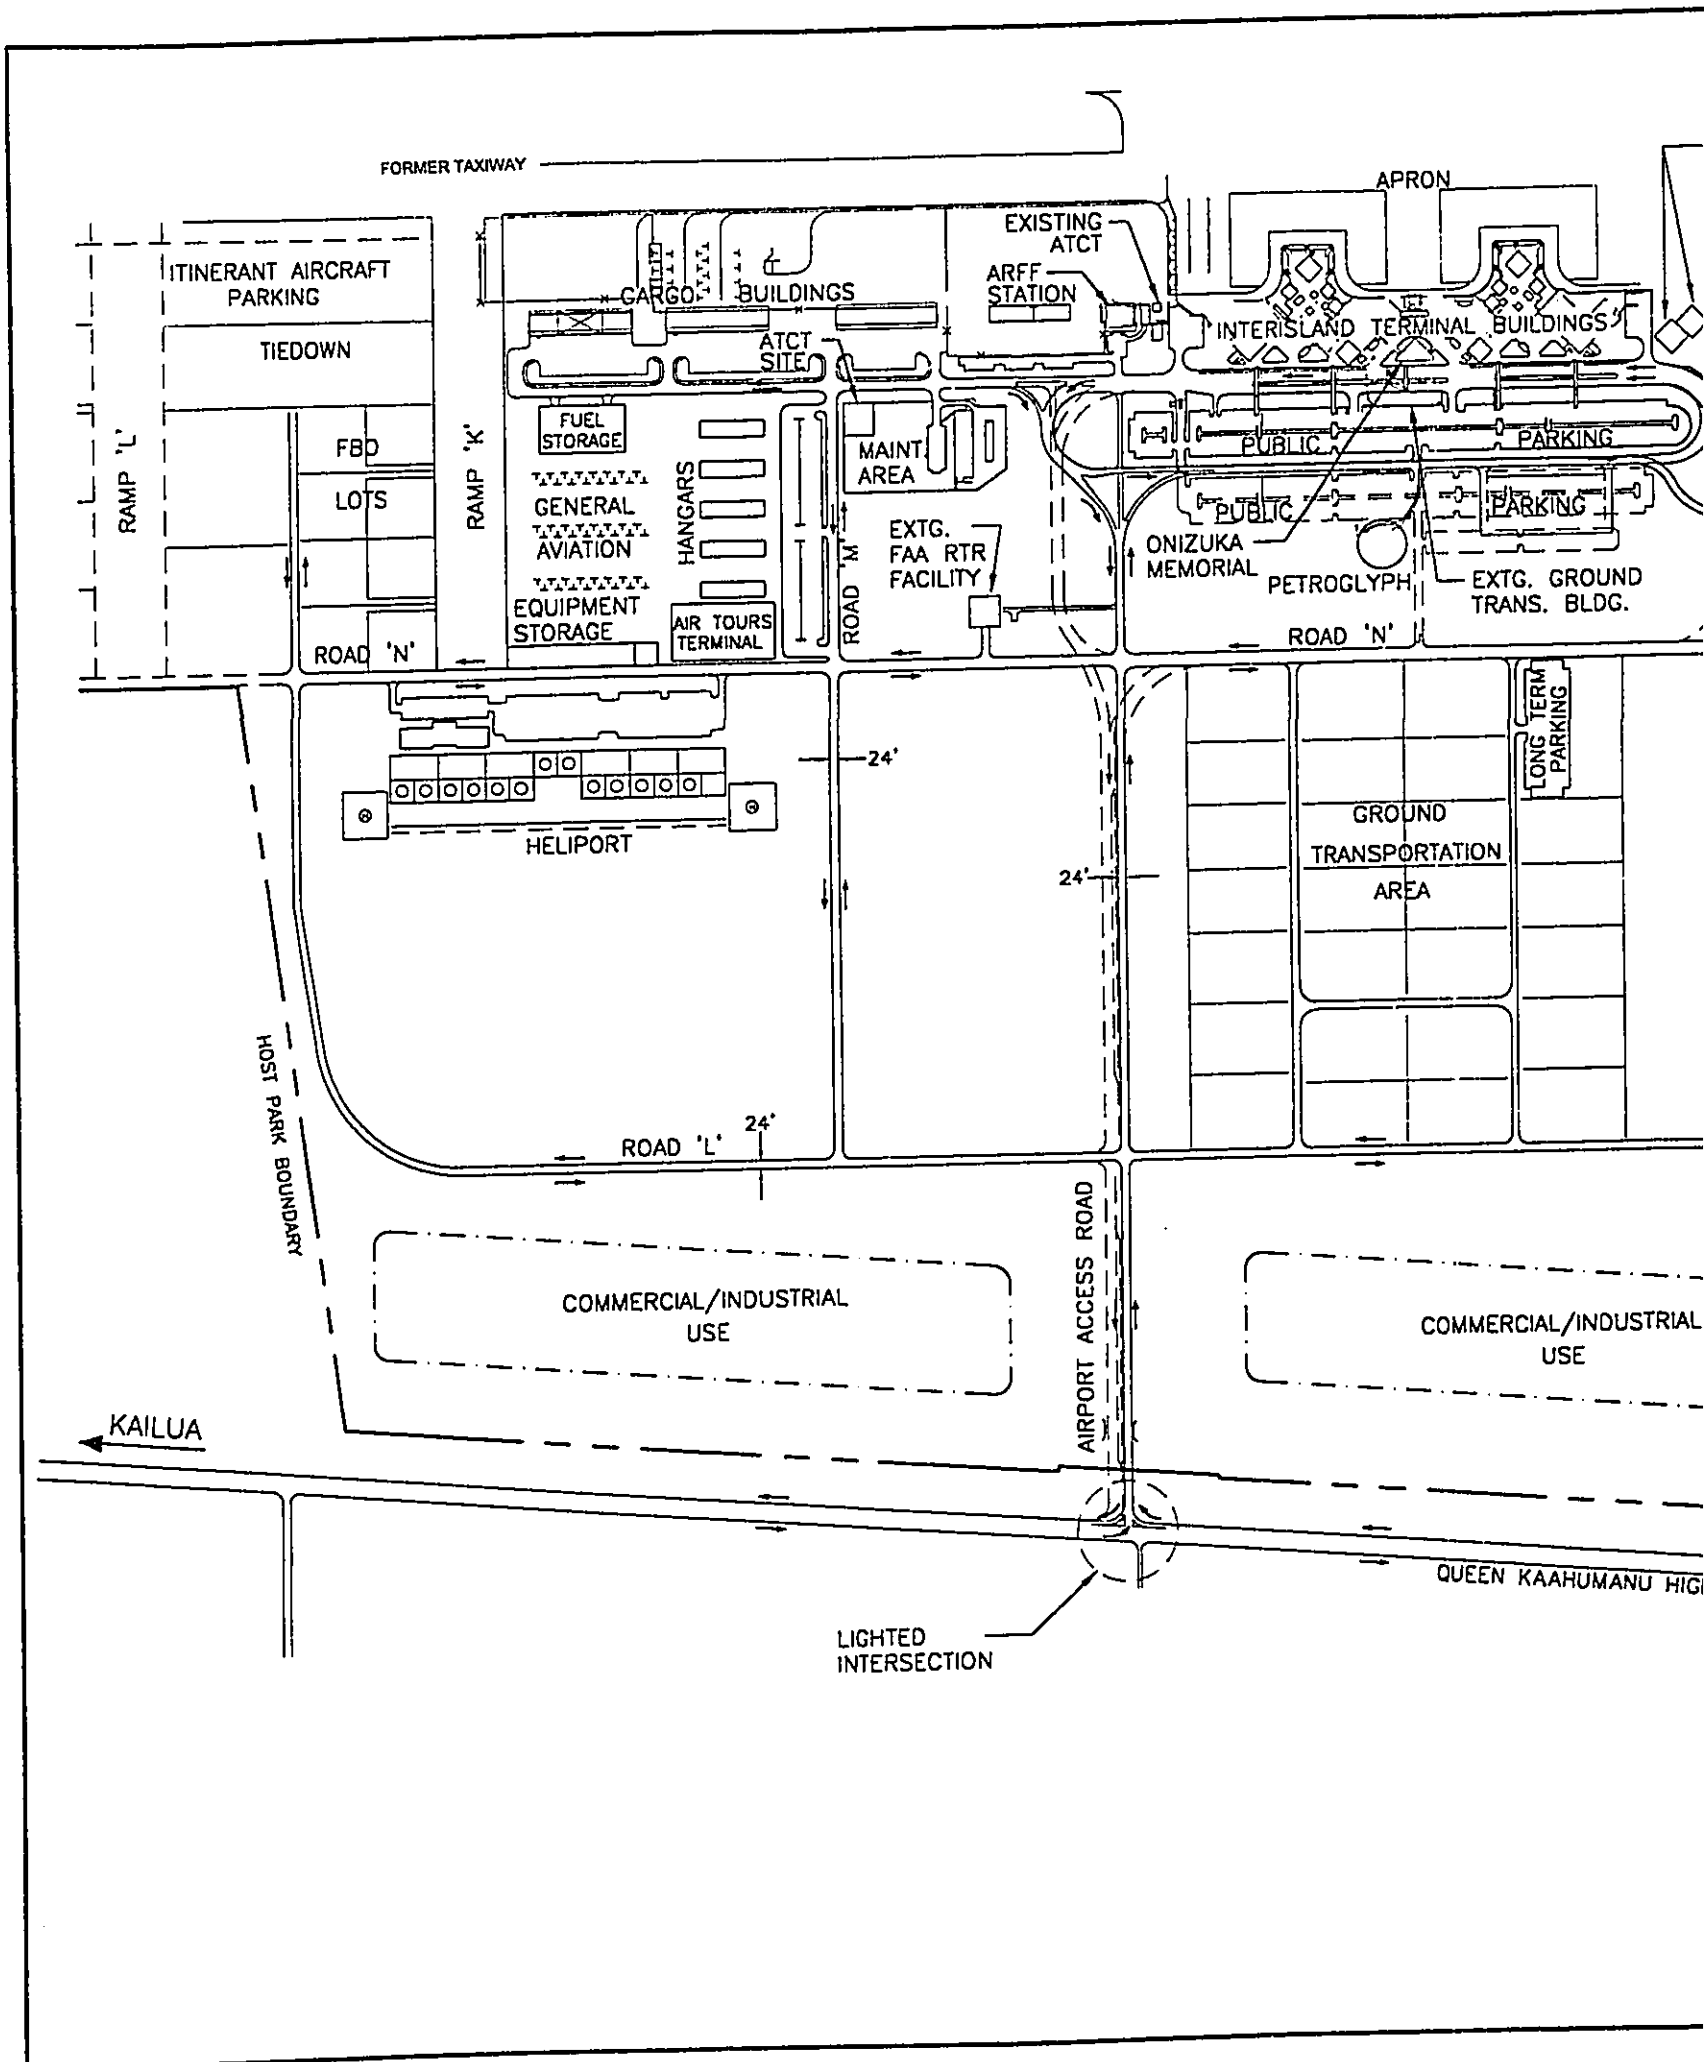 FORMER TAXIWAY
APRON
EXISTING
ATCT
ITINERANT AIRCRAFT
PARKING
ARFF
STATION
CARGO BUILDINGS
INTERISLAND TERMINAL BUILDINGS
TIEDOWN
ATCT
SITE
FUEL
STORAGE
FBO
LOTS
RAMP 'L'
RAMP 'K'
HANGARS
MAINT.
AREA
PUBLIC PARKING
PUBLIC PARKING
GENERAL
AVIATION
EQUIPMENT
STORAGE
ROAD 'M'
EXTG.
FAA RTR
FACILITY
ONIZUKA
MEMORIAL
PETROGLYPH
EXTG. GROUND
TRANS. BLDG.
AIR TOURS
TERMINAL
ROAD 'N'
ROAD 'N'
LONG TERM
PARKING
24'
HELIPORT
24'
GROUND
TRANSPORTATION
AREA
HOST PARK BOUNDARY
24'
ROAD 'L'
AIRPORT ACCESS ROAD
COMMERCIAL/INDUSTRIAL
USE
COMMERCIAL/INDUSTRIAL
USE
KAILUA
QUEEN KAAHUMANU HIG
LIGHTED
INTERSECTION